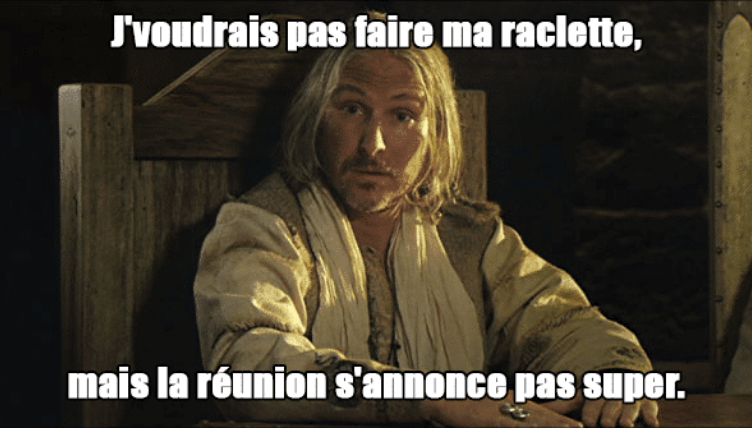 J'voudrais pas faire ma raclette,
mais la réunion s'annonce pas super.